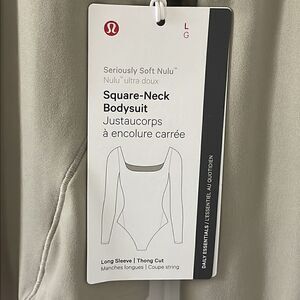 L
G
Seriously Soft Nulu™
Nulu™ ultra doux
Square-Neck
Bodysuit
Justaucorps
à encolure carrée
Long Sleeve | Thong Cut
Manches longues | Coupe string
DAILY ESSENTIALS / L'ESSENTIEL AU QUOTIDIEN